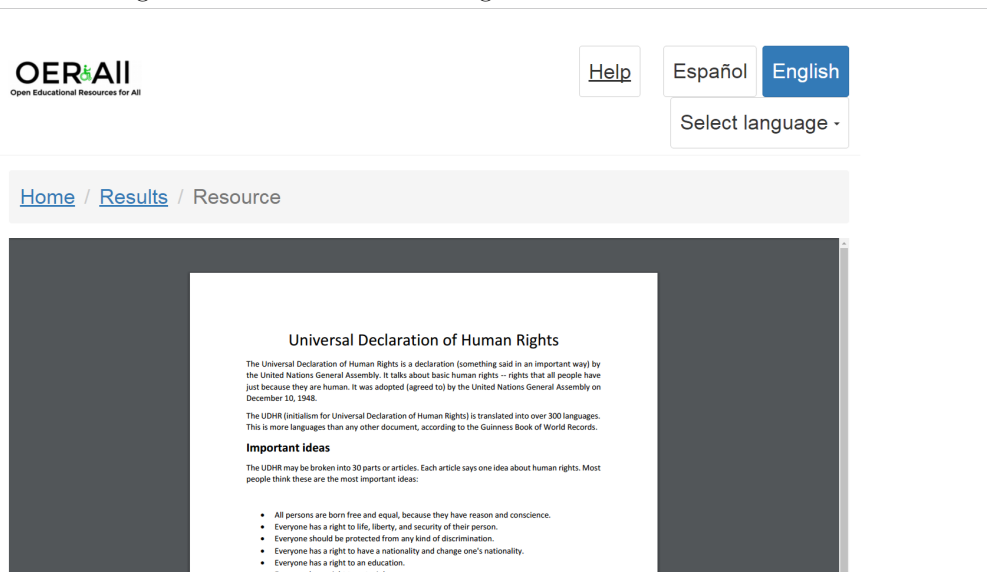 OER All
Open Educational Resources for All
Help
Español
English
Select language
Home / Results / Resource
Universal Declaration of Human Rights
The Universal Declaration of Human Rights is a declaration (something said in an important way) by
the United Nations General Assembly. It talks about basic human rights -- rights that all people have
just because they are human. It was adopted (agreed to) by the United Nations General Assembly on
December 10, 1948.
The UDHR (initialism for Universal Declaration of Human Rights) is translated into over 300 languages.
This is more languages than any other document, according to the Guinness Book of World Records.
Important ideas
The UDHR may be broken into 30 parts or articles. Each article says one idea about human rights. Most
people think these are the most important ideas:
• All persons are born free and equal, because they have reason and conscience.
• Everyone has a right to life, liberty, and security of their person.
• Everyone should be protected from any kind of discrimination.
• Everyone has a right to have a nationality and change one's nationality.
• Everyone has a right to an education.